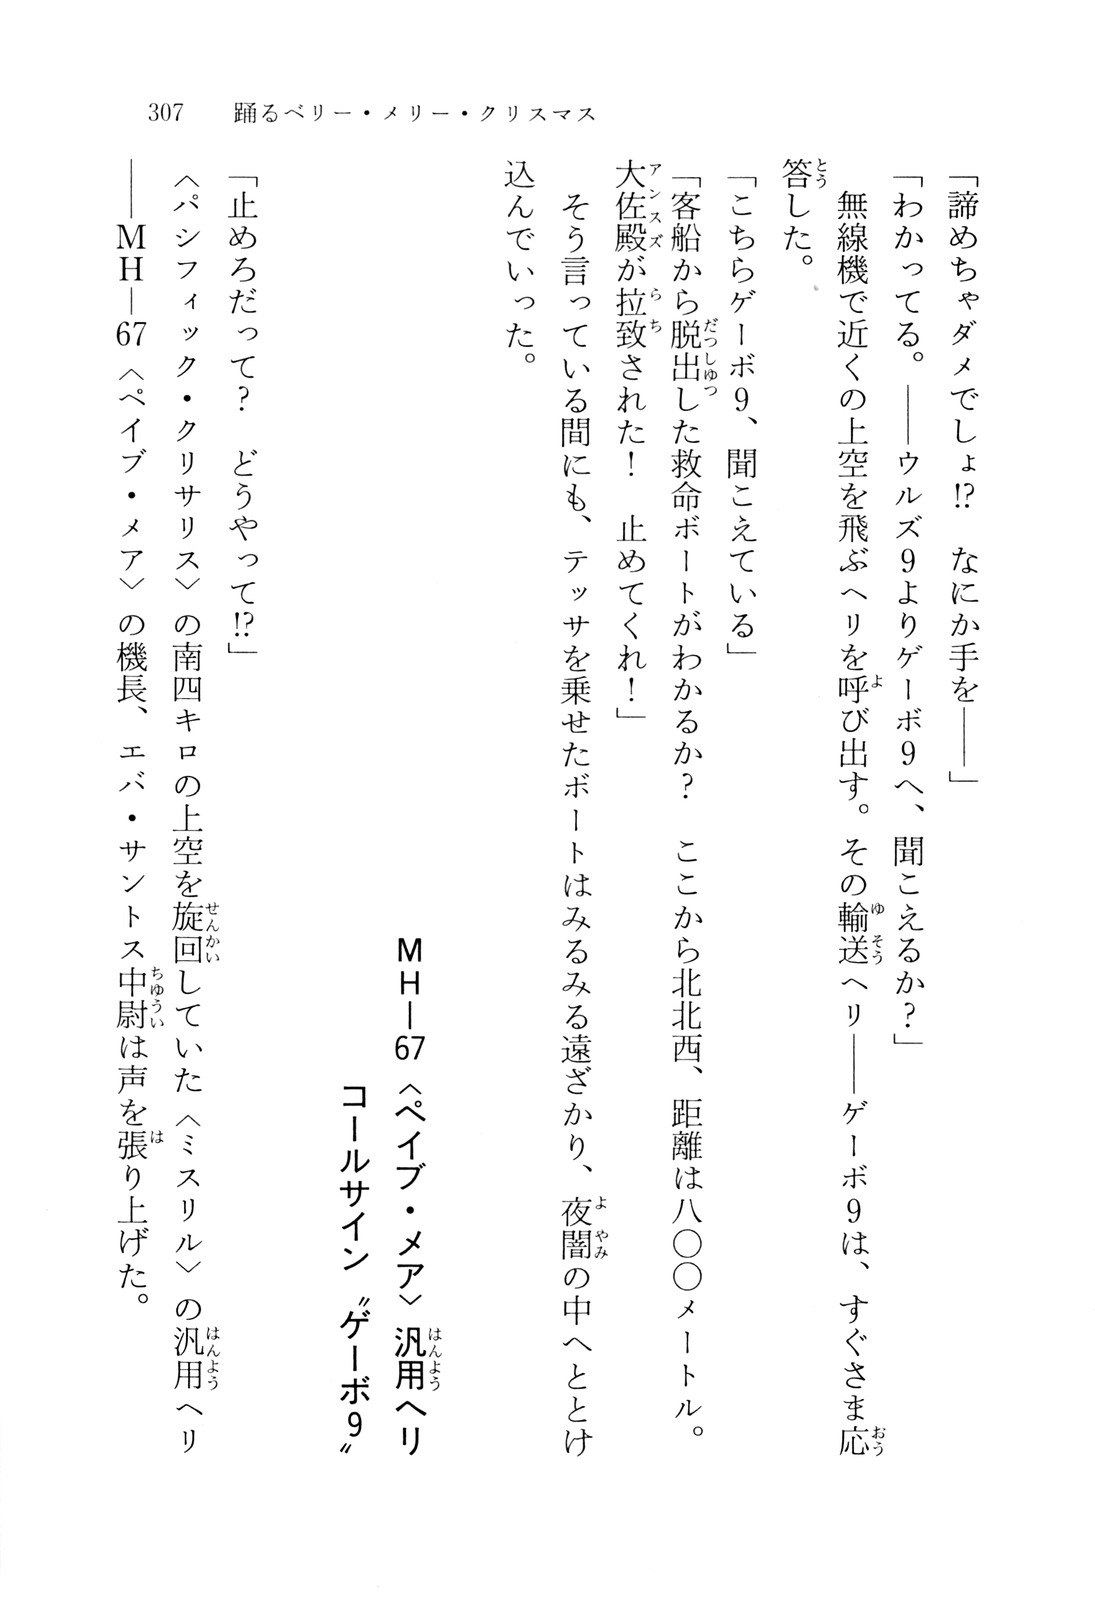 307　踊るベリー・メリー・クリスマス
「諦めちゃダメでしょ!?　なにか手を――」
「わかってる。――ウルズ9よりゲーボ9へ、聞こえるか?」
　無線機で近くの上空を飛ぶヘリを呼び出す。その輸送ヘリ――ゲーボ9は、すぐさま応
答した。
「こちらゲーボ9、聞こえている」
「客船から脱出した救命ボートがわかるか?　ここから北北西、距離は八〇〇メートル。
大佐殿が拉致された!　止めてくれ!」
　そう言っている間にも、テッサを乗せたボートはみるみる遠ざかり、夜闇の中へととけ
込んでいった。
MH―67〈ペイブ・メア〉汎用ヘリ
コールサイン〝ゲーボ9〟
「止めろだって?　どうやって!?」
〈パシフィック・クリサリス〉の南四キロの上空を旋回していた〈ミスリル〉の汎用ヘリ
――MH―67〈ペイブ・メア〉の機長、エバ・サントス中尉は声を張り上げた。